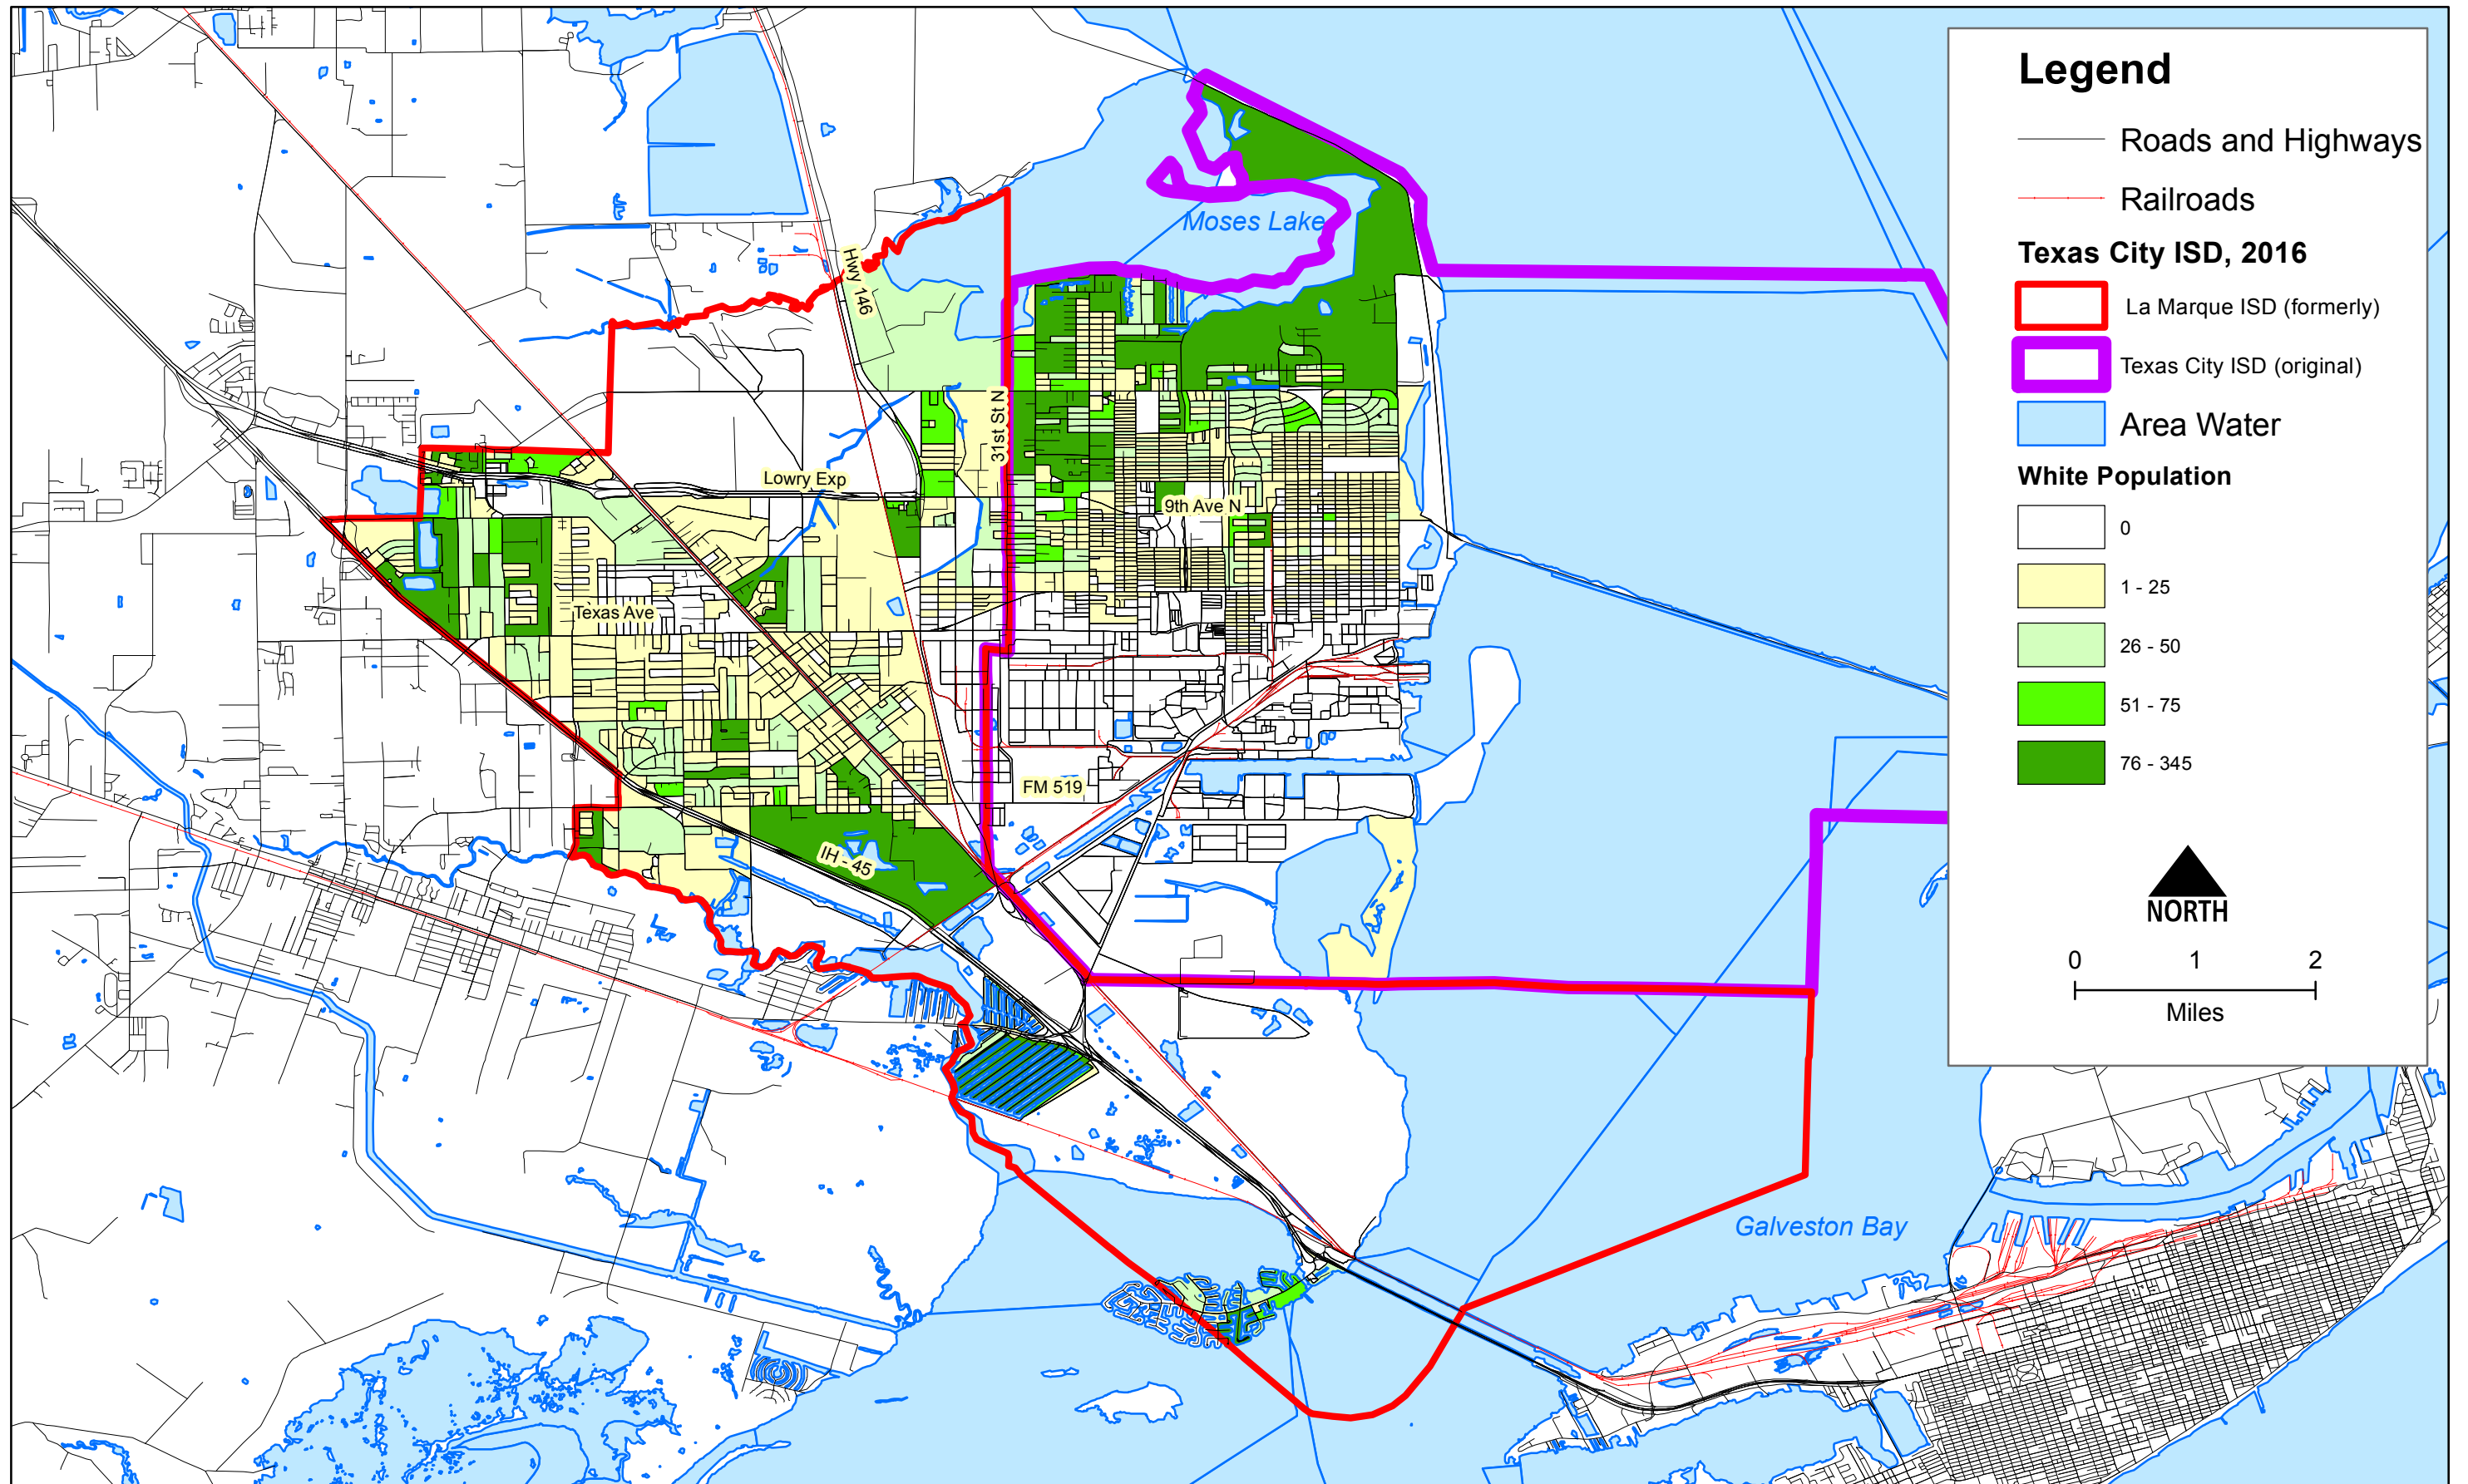 Legend
Roads and Highways
Railroads
Texas City ISD, 2016
La Marque ISD (formerly)
Texas City ISD (original)
Area Water
White Population
0
1 - 25
26 - 50
51 - 75
76 - 345
NORTH
0 1 2
Miles
Moses Lake
Hwy 146
31st St N
Lowry Exp
9th Ave N
Texas Ave
FM 519
IH - 45
Galveston Bay